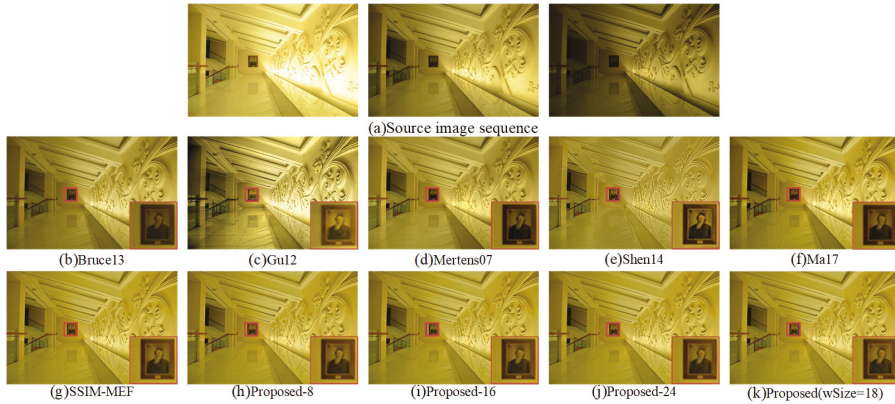 (a)Source image sequence
(b)Bruce13
(c)Gu12
(d)Mertens07
(e)Shen14
(f)Ma17
(g)SSIM-MEF
(h)Proposed-8
(i)Proposed-16
(j)Proposed-24
(k)Proposed(wSize=18)